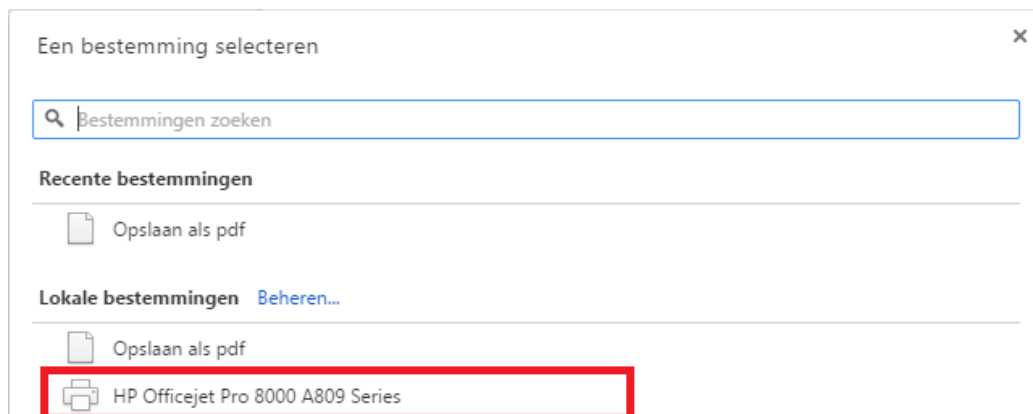 Een bestemming selecteren
Bestemmingen zoeken
Recente bestemmingen
Opslaan als pdf
Lokale bestemmingen Beheren...
Opslaan als pdf
HP Officejet Pro 8000 A809 Series